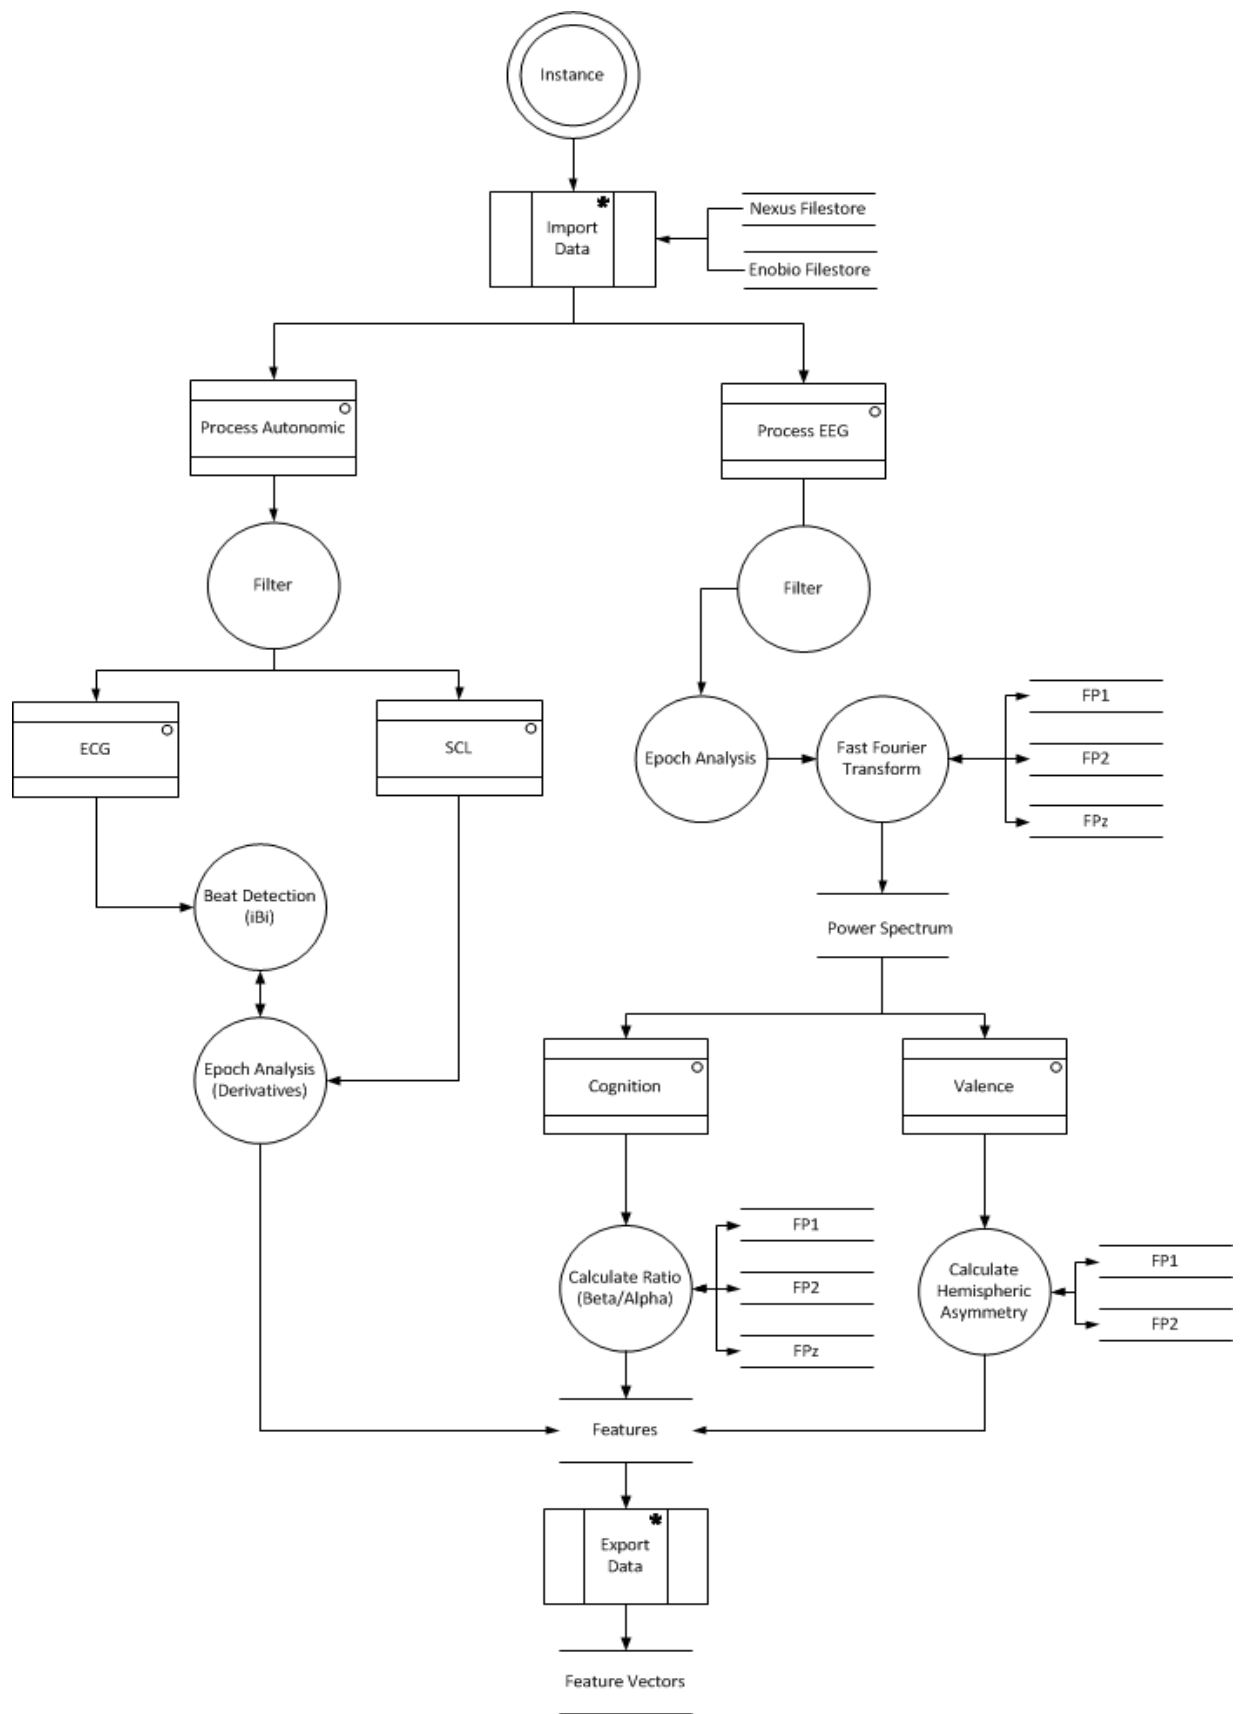 Instance
Import
Data
Nexus Filestore
Enobio Filestore
Process Autonomic
Process EEG
Filter
Filter
ECG
SCL
Epoch Analysis
Fast Fourier
Transform
FP1
FP2
FPz
Beat Detection
(iBi)
Power Spectrum
Epoch Analysis
(Derivatives)
Cognition
Valence
Calculate Ratio
(Beta/Alpha)
FP1
FP2
FPz
Calculate
Hemispheric
Asymmetry
FP1
FP2
Features
Export
Data
Feature Vectors